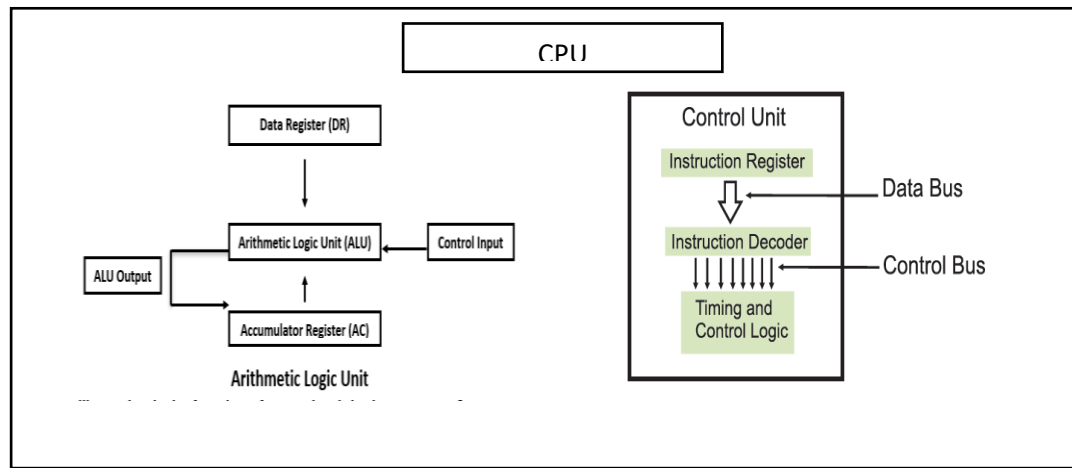 CPU
Data Register (DR)
Arithmetic Logic Unit (ALU)
Control Input
ALU Output
Accumulator Register (AC)
Arithmetic Logic Unit
Control Unit
Instruction Register
Data Bus
Instruction Decoder
Control Bus
Timing and
Control Logic